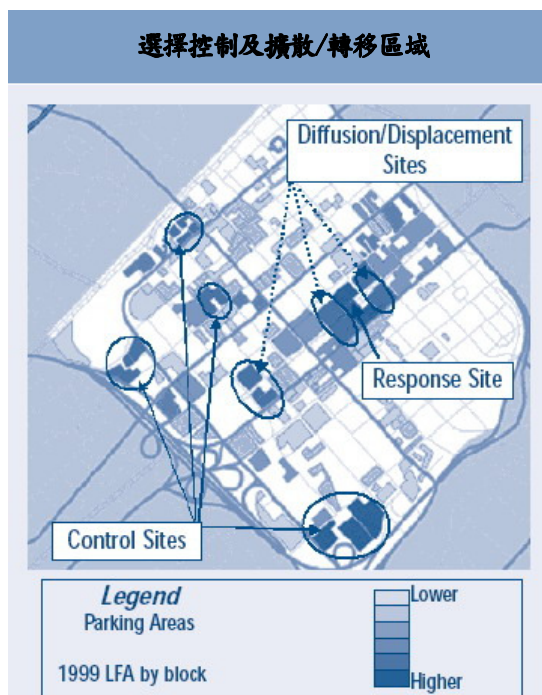 選擇控制及擴散/轉移區域
Diffusion/Displacement
Sites
Response Site
Control Sites
Legend
Parking Areas
1999 LFA by block
Lower
Higher